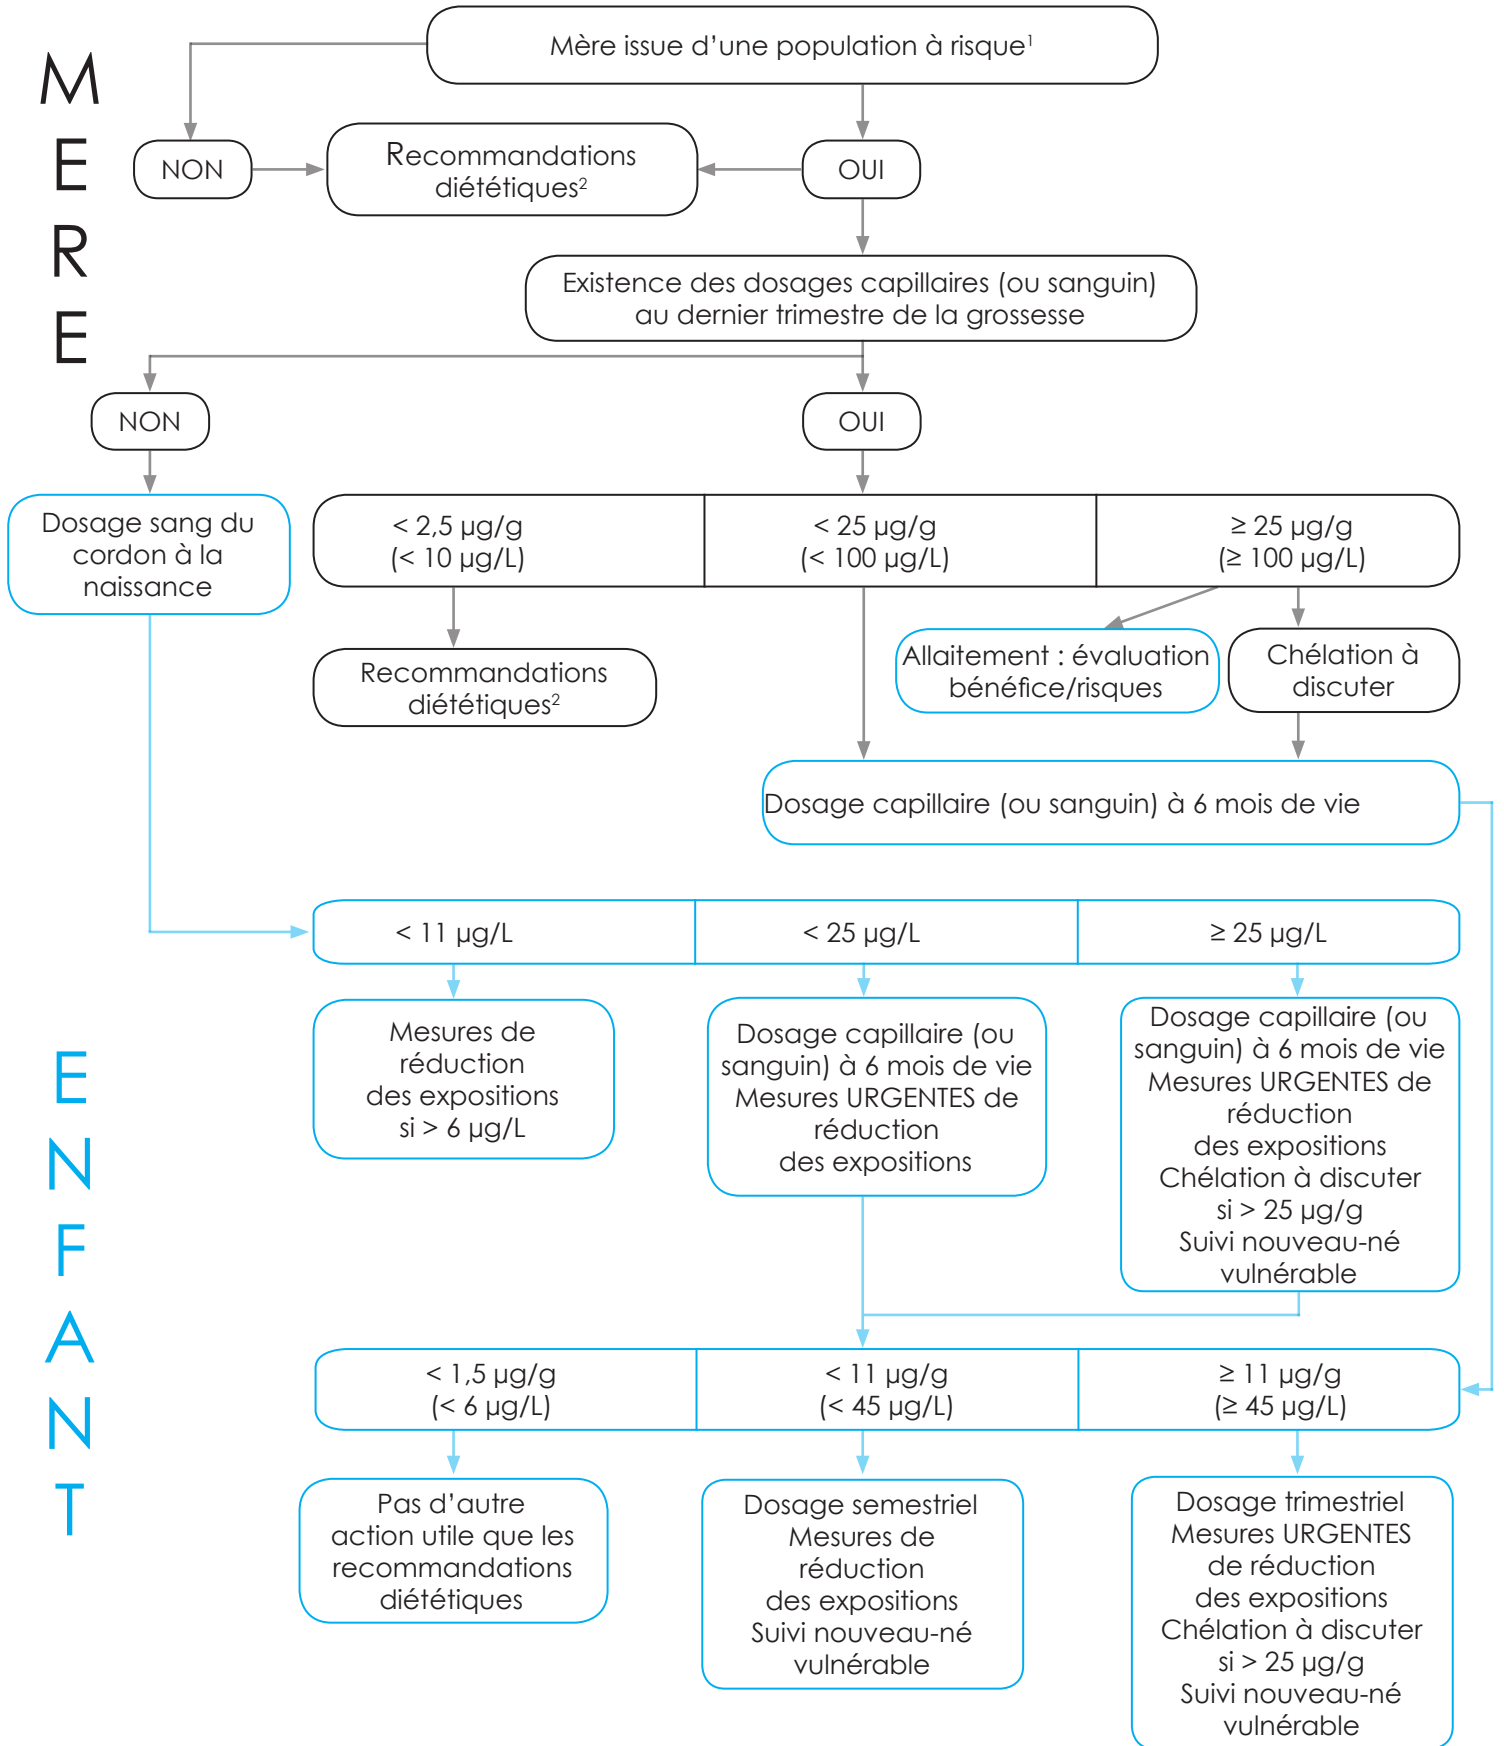 MERE
Mère issue d’une population à risque¹
NON
Recommandations
diététiques²
OUI
Existence des dosages capillaires (ou sanguin)
au dernier trimestre de la grossesse
NON
OUI
Dosage sang du
cordon à la
naissance
< 2,5 µg/g
(< 10 µg/L)
< 25 µg/g
(< 100 µg/L)
≥ 25 µg/g
(≥ 100 µg/L)
Recommandations
diététiques²
Allaitement : évaluation
bénéfice/risques
Chélation à
discuter
Dosage capillaire (ou sanguin) à 6 mois de vie
ENFANT
< 11 µg/L
< 25 µg/L
≥ 25 µg/L
Mesures de
réduction
des expositions
si > 6 µg/L
Dosage capillaire (ou
sanguin) à 6 mois de vie
Mesures URGENTES de
réduction
des expositions
Dosage capillaire (ou
sanguin) à 6 mois de vie
Mesures URGENTES de
réduction
des expositions
Chélation à discuter
si > 25 µg/g
Suivi nouveau-né
vulnérable
< 1,5 µg/g
(< 6 µg/L)
< 11 µg/g
(< 45 µg/L)
≥ 11 µg/g
(≥ 45 µg/L)
Pas d’autre
action utile que les
recommandations
diététiques
Dosage semestriel
Mesures de
réduction
des expositions
Suivi nouveau-né
vulnérable
Dosage trimestriel
Mesures URGENTES
de réduction
des expositions
Chélation à discuter
si > 25 µg/g
Suivi nouveau-né
vulnérable